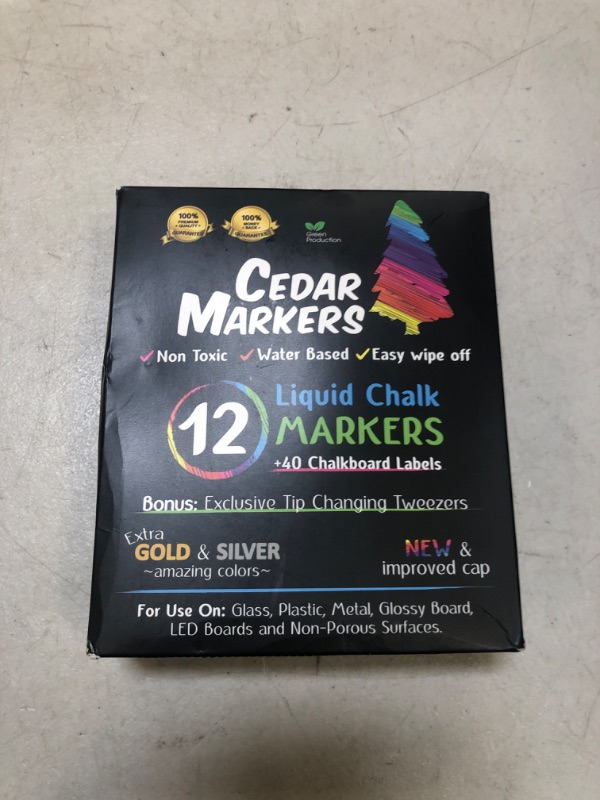 100%
PREMIUM
• QUALITY •
GUARANTEE
100%
MONEY
• BACK •
GUARANTEE
Green
Production
CEDAR
MARKERS
Non Toxic Water Based Easy wipe off
12
Liquid Chalk
MARKERS
+40 Chalkboard Labels
Bonus: Exclusive Tip Changing Tweezers
Extra
GOLD & SILVER
~amazing colors~
NEW &
improved cap
For Use On: Glass, Plastic, Metal, Glossy Board,
LED Boards and Non-Porous Surfaces.